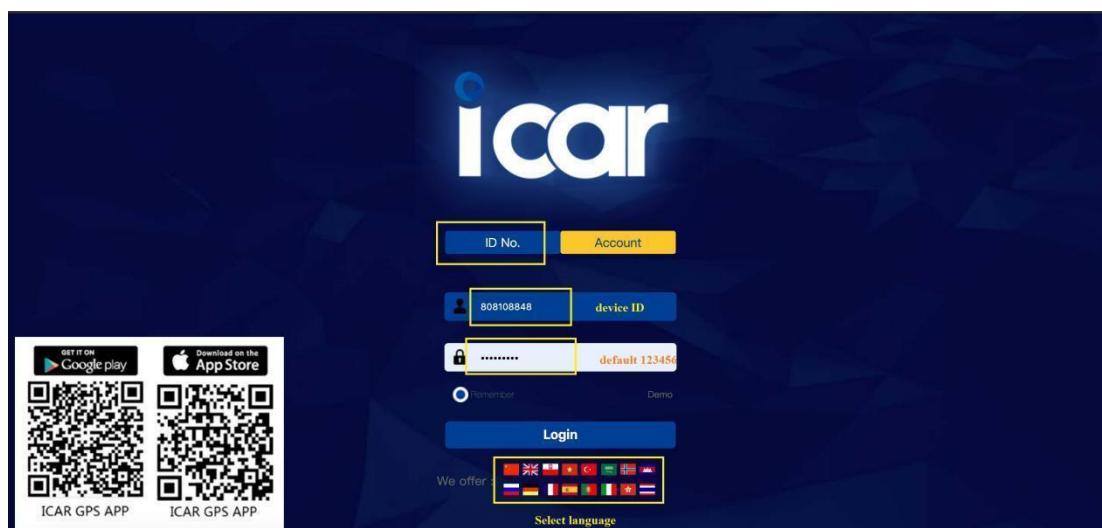 icar
ID No. Account
808108848 device ID
••••••••• default 123456
Remember Demo
Login
We offer :
Select language
GET IT ON Google play
Download on the App Store
ICAR GPS APP
ICAR GPS APP